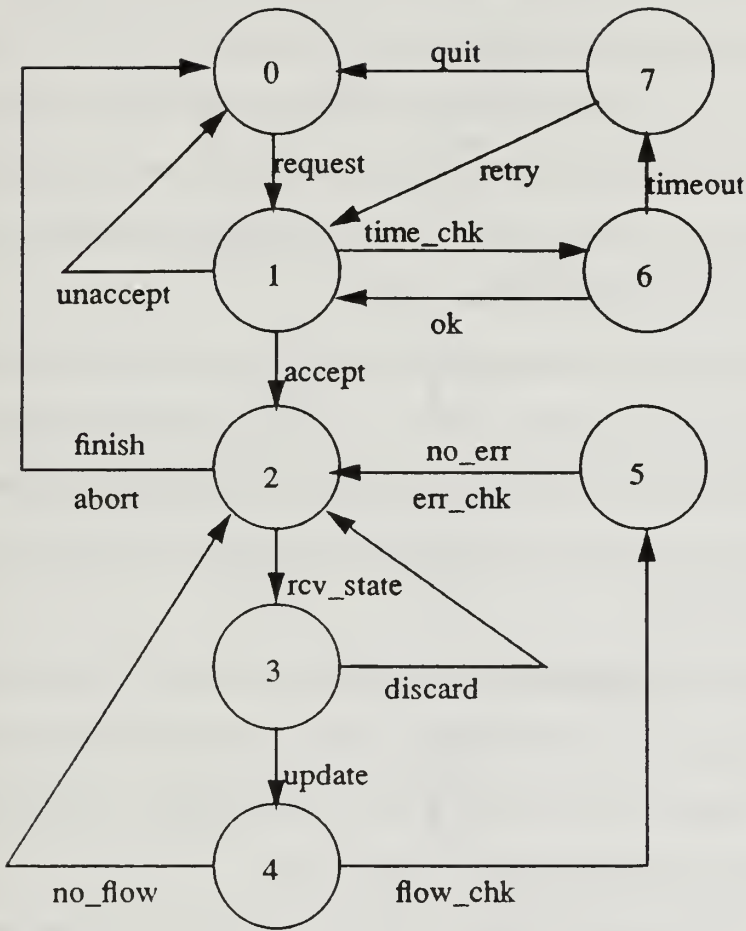 0
quit
7
request
retry
timeout
time_chk
1
6
unaccept
ok
accept
finish
2
no_err
5
abort
err_chk
rcv_state
3
discard
update
4
no_flow
flow_chk